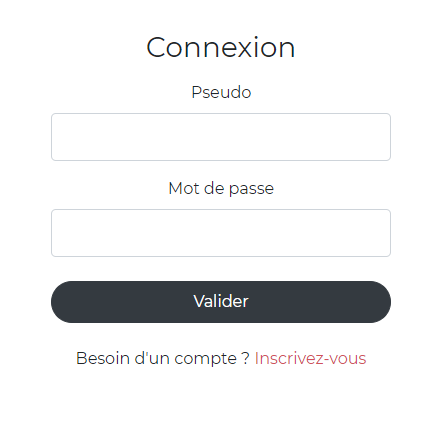 Connexion
Pseudo
Mot de passe
Valider
Besoin d'un compte ? Inscrivez-vous